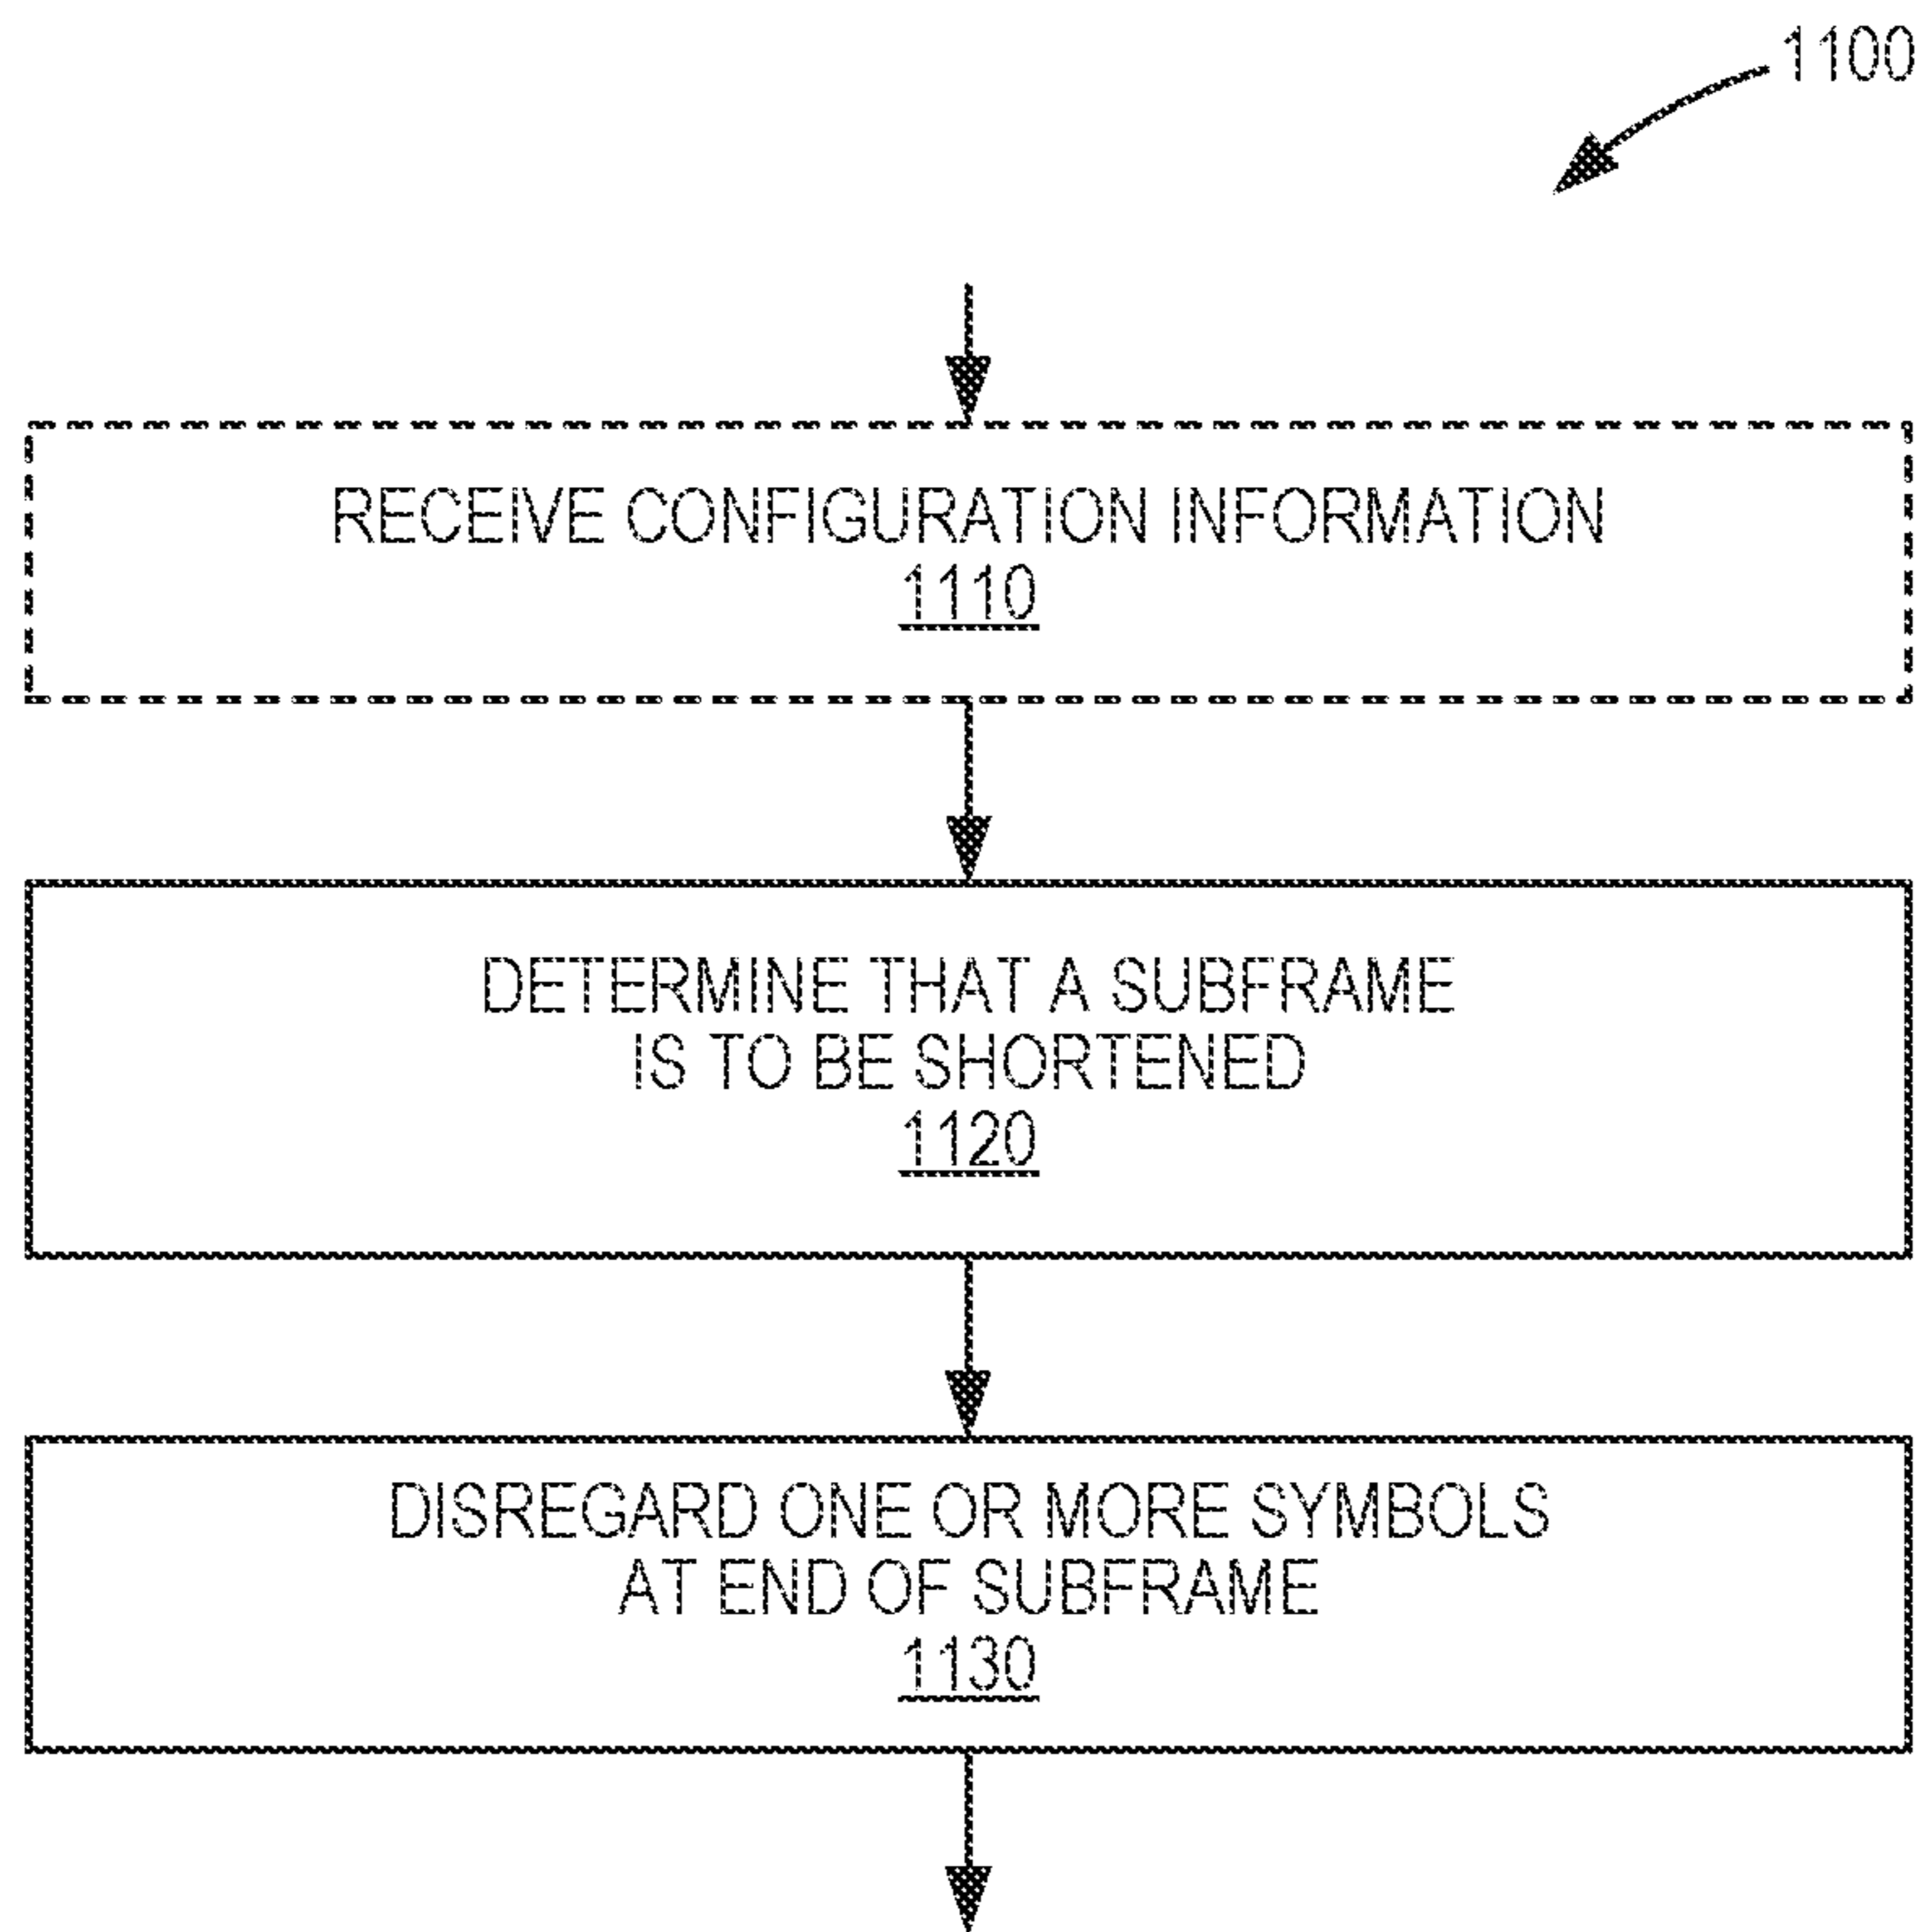 1100
RECEIVE CONFIGURATION INFORMATION
1110
DETERMINE THAT A SUBFRAME
IS TO BE SHORTENED
1120
DISREGARD ONE OR MORE SYMBOLS
AT END OF SUBFRAME
1130